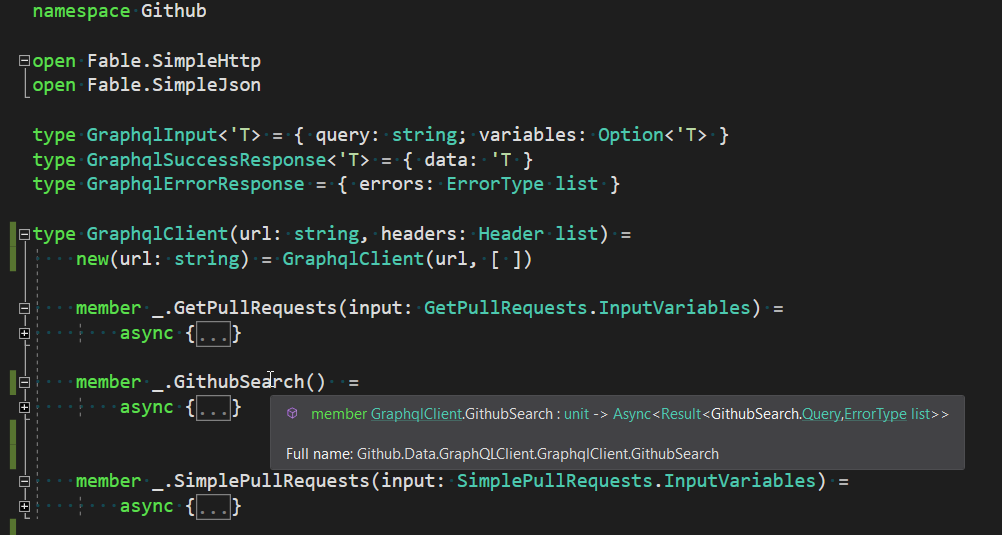 namespace Github
open Fable.SimpleHttp
open Fable.SimpleJson
type GraphqlInput<'T> = { query: string; variables: Option<'T> }
type GraphqlSuccessResponse<'T> = { data: 'T }
type GraphqlErrorResponse = { errors: ErrorType list }
type GraphqlClient(url: string, headers: Header list) =
new(url: string) = GraphqlClient(url, [ ])
member _.GetPullRequests(input: GetPullRequests.InputVariables) =
async {...}
member _.GithubSearch() =
async {...}
member GraphqlClient.GithubSearch : unit -> Async<Result<GithubSearch.Query,ErrorType list>>
Full name: Github.Data.GraphQLClient.GraphqlClient.GithubSearch
member _.SimplePullRequests(input: SimplePullRequests.InputVariables) =
async {...}